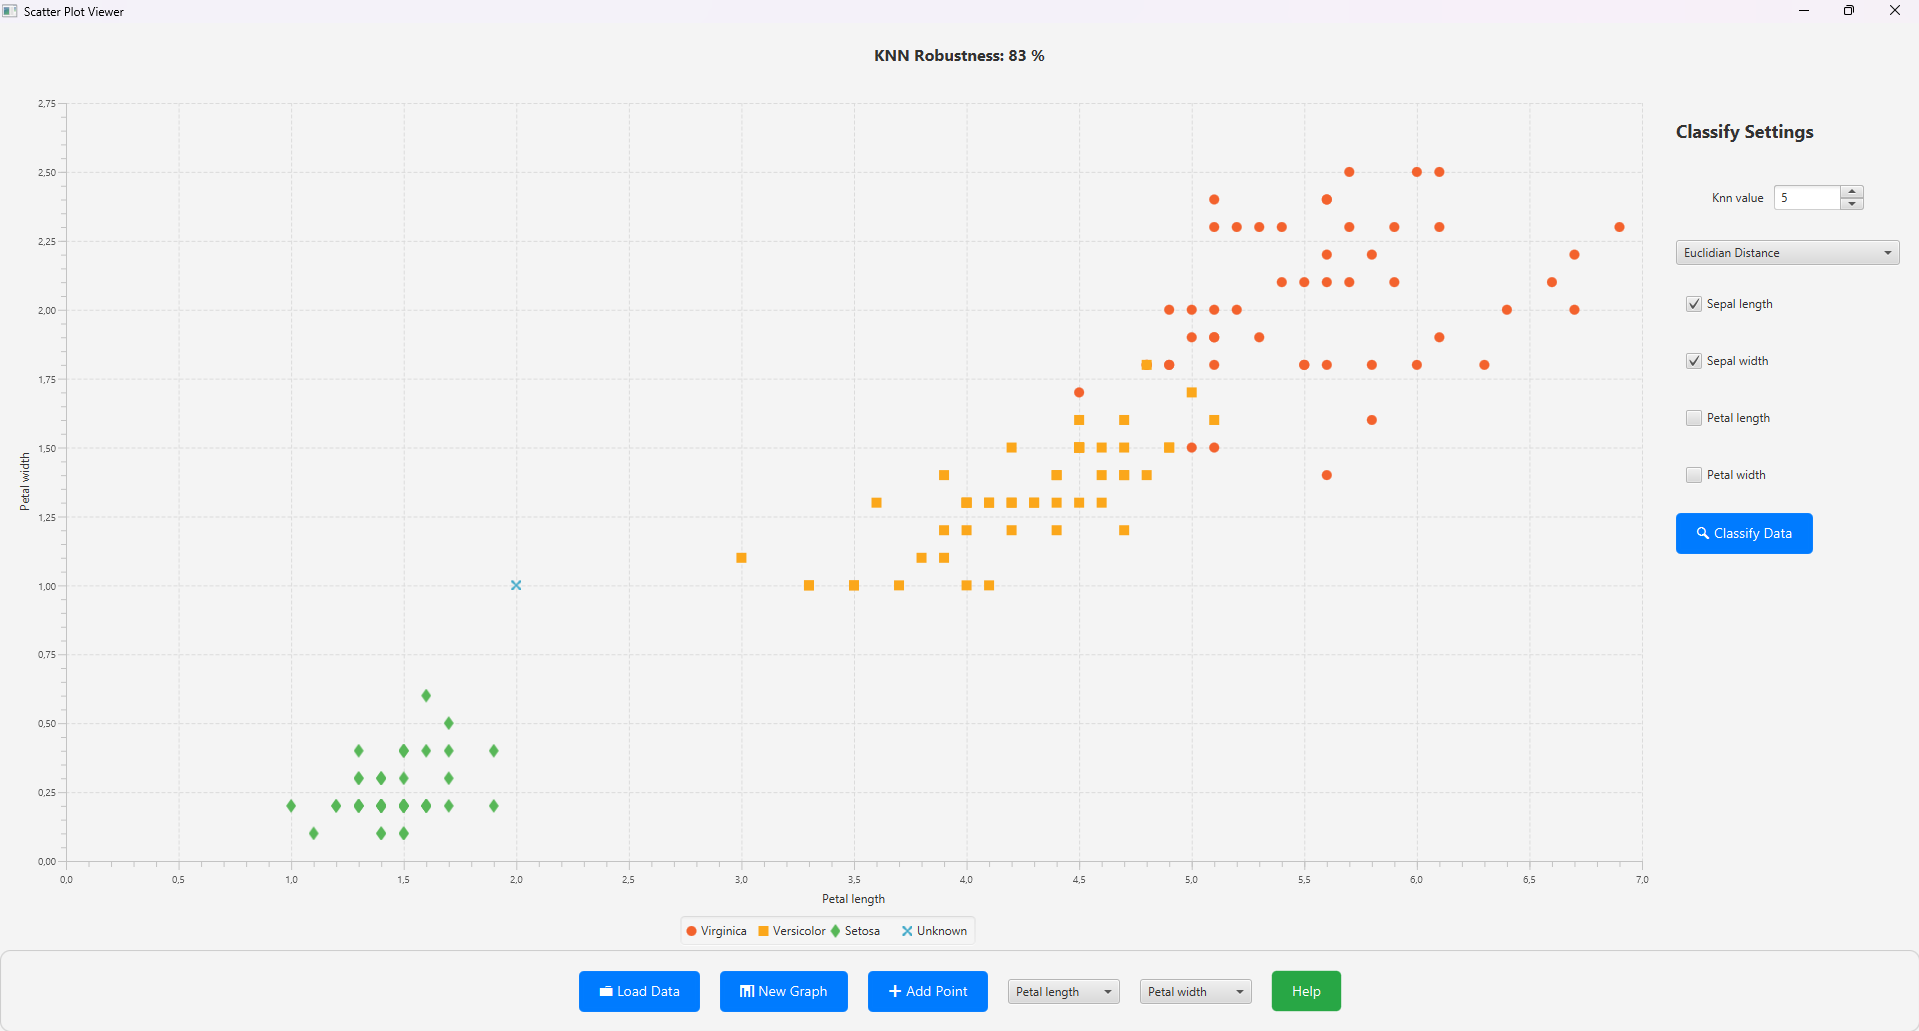 Scatter Plot Viewer
KNN Robustness: 83 %
2,75
2,50
2,25
2,00
1,75
1,50
1,25
1,00
0,75
0,50
0,25
0,00
Petal width
0,0 0,5 1,0 1,5 2,0 2,5 3,0 3,5 4,0 4,5 5,0 5,5 6,0 6,5 7,0
Petal length
Virginica Versicolor Setosa Unknown
Classify Settings
Knn value 5
Euclidian Distance
Sepal length
Sepal width
Petal length
Petal width
Classify Data
Load Data New Graph Add Point Petal length Petal width Help